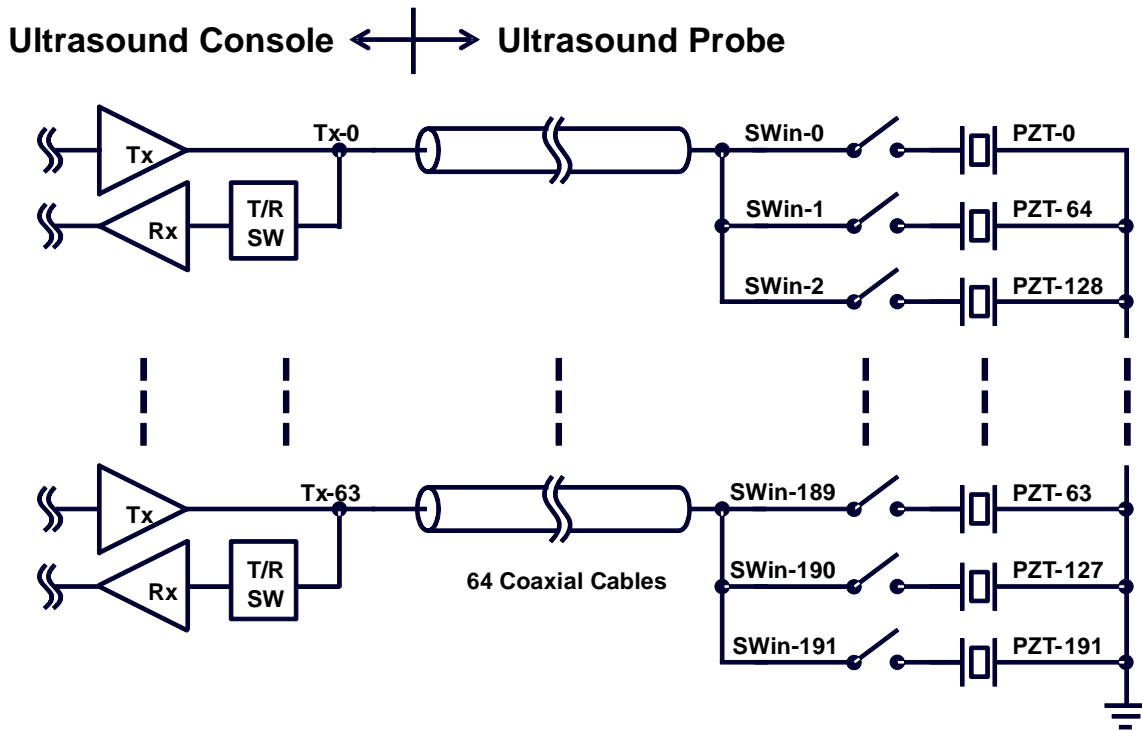 Ultrasound Console
Ultrasound Probe
Tx-0
SWin-0
PZT-0
Tx
T/R
SW
Rx
SWin-1
PZT-64
SWin-2
PZT-128
Tx-63
SWin-189
PZT-63
Tx
T/R
SW
Rx
64 Coaxial Cables
SWin-190
PZT-127
SWin-191
PZT-191